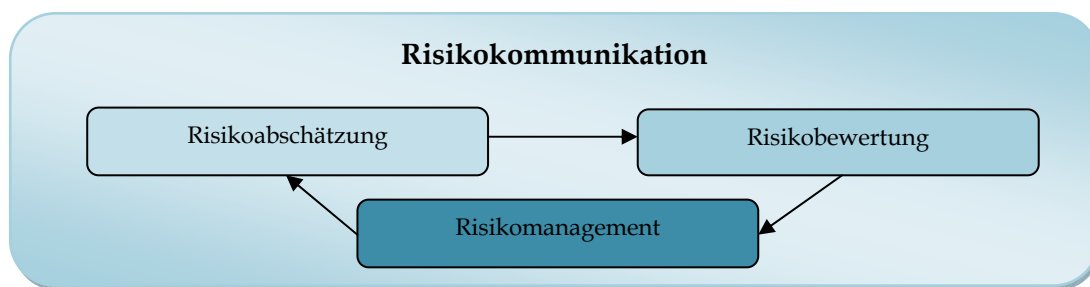 Risikokommunikation
Risikoabschätzung
Risikobewertung
Risikomanagement